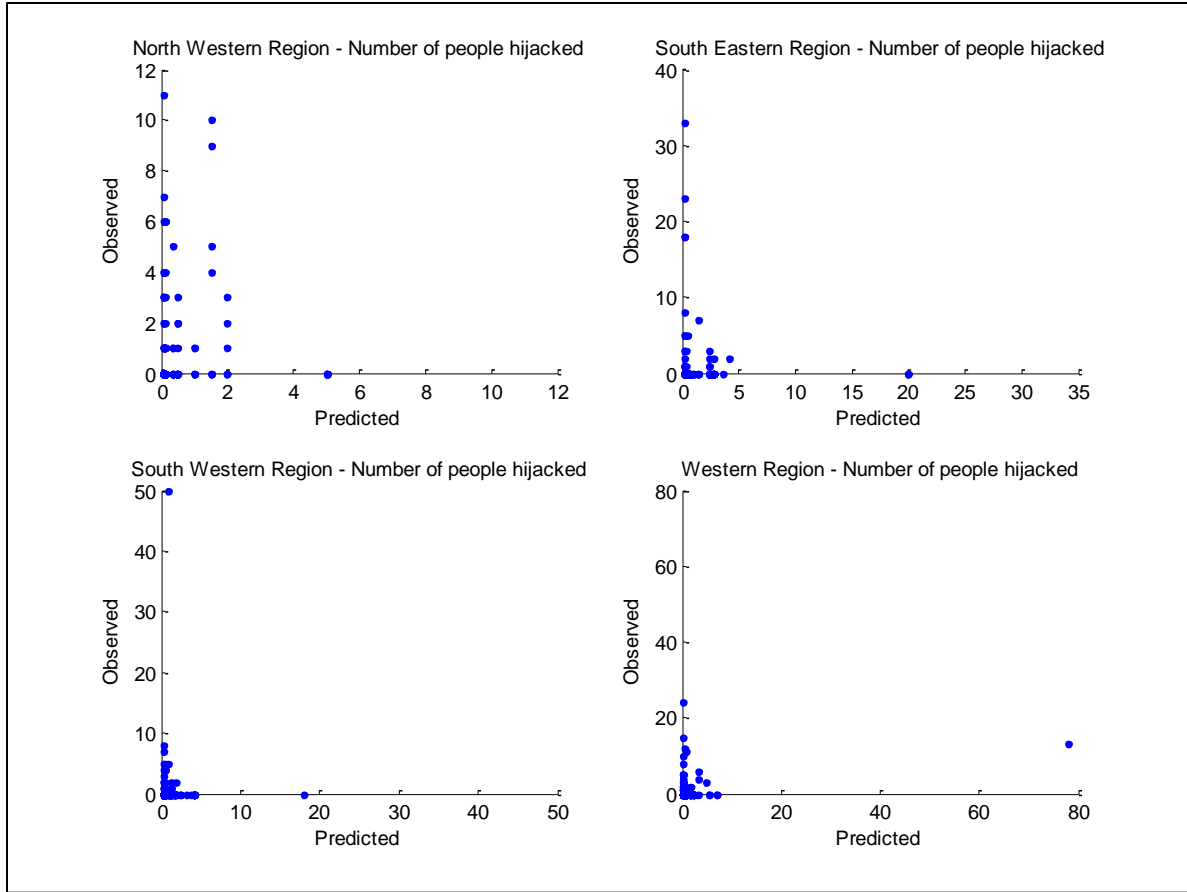 North Western Region - Number of people hijacked
12
10
8
6
4
2
0
Observed
0 2 4 6 8 10 12
Predicted
South Eastern Region - Number of people hijacked
40
30
20
10
0
Observed
0 5 10 15 20 25 30 35
Predicted
South Western Region - Number of people hijacked
50
40
30
20
10
0
Observed
0 10 20 30 40 50
Predicted
Western Region - Number of people hijacked
80
60
40
20
0
Observed
0 20 40 60 80
Predicted